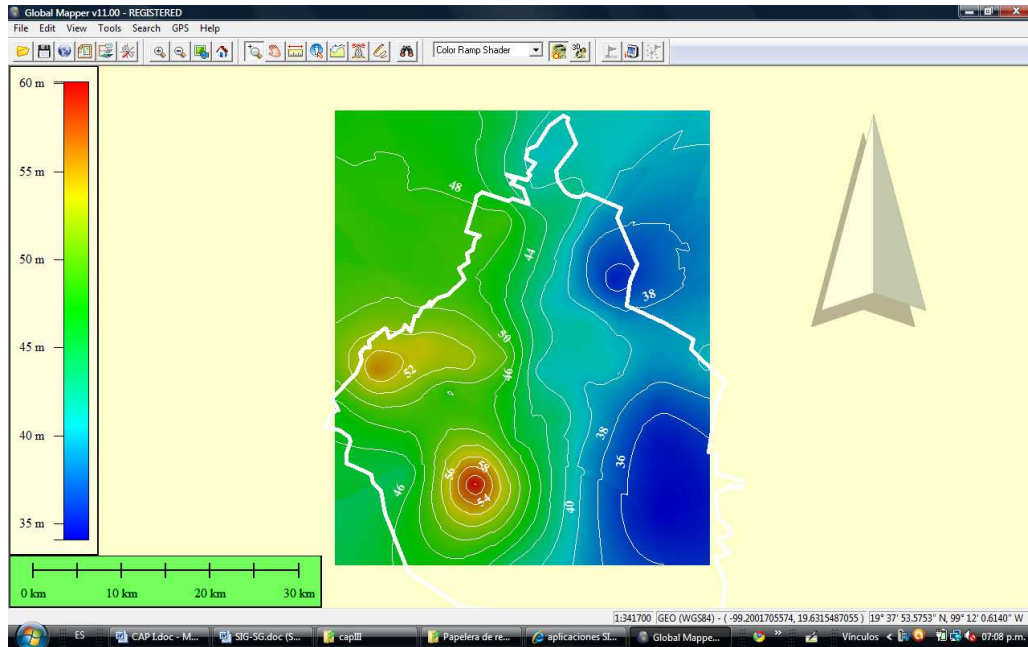 Global Mapper v11.00 - REGISTERED
File Edit View Tools Search GPS Help
Color Ramp Shader
3D
60 m
55 m
50 m
45 m
40 m
35 m
48
44
38
50
52
46
38
36
56
58
54
46
40
0 km 10 km 20 km 30 km
1:341700 GEO (WGS84) - ( -99.2001705574, 19.6315487055 ) 19° 37' 53.5753" N, 99° 12' 0.6140" W
ES CAP I.doc - M... SIG-SG.doc (S... capIII Papelera de re... aplicaciones SI... Global Mappe... » Vínculos < 07:08 p.m.